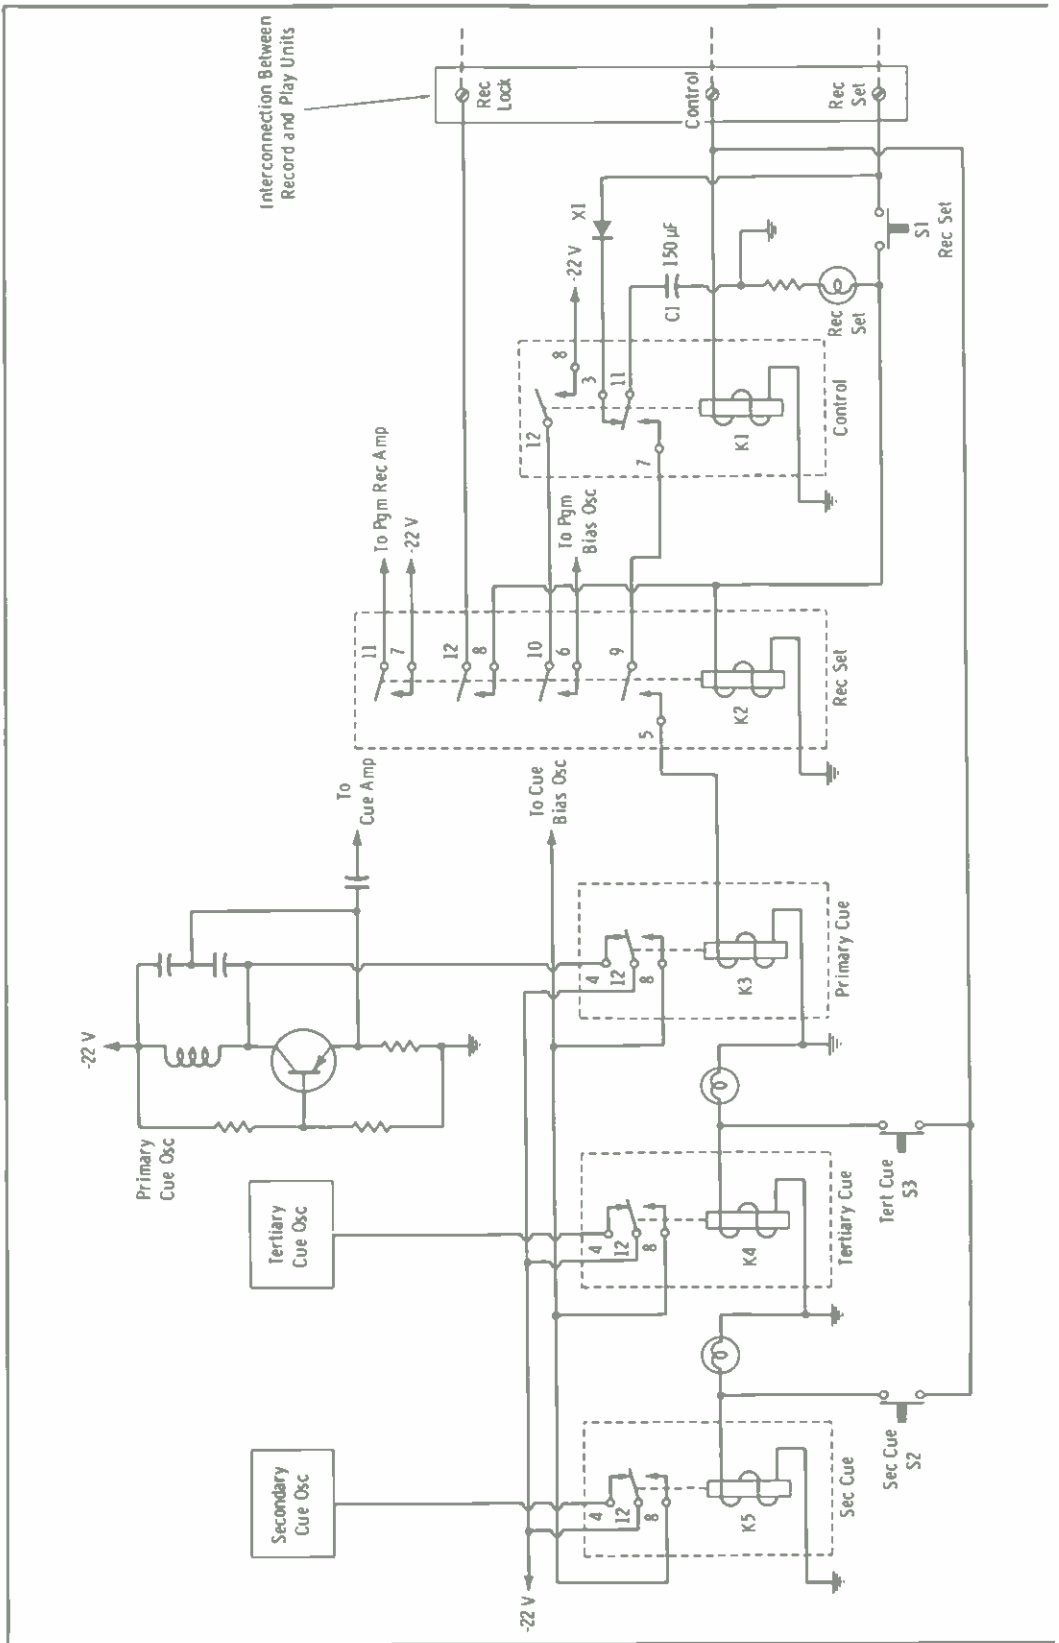 Interconnection Between
Record and Play Units
Rec
Lock
Control
Rec
Set
X1
-22 V
150 µF
C1
S1
Rec Set
Rec
Set
8
3
11
12
7
K1
Control
To Pgm Rec Amp
-22 V
To Pgm
Bias Osc
11
7
12
8
10
6
9
5
K2
Rec Set
To
Cue Amp
To Cue
Bias Osc
-22 V
Primary
Cue Osc
4
12
8
K3
Primary Cue
Tertiary
Cue Osc
4
12
8
K4
Tertiary Cue
Tert Cue
S3
Secondary
Cue Osc
4
12
8
K5
Sec Cue
Sec Cue
S2
-22 V